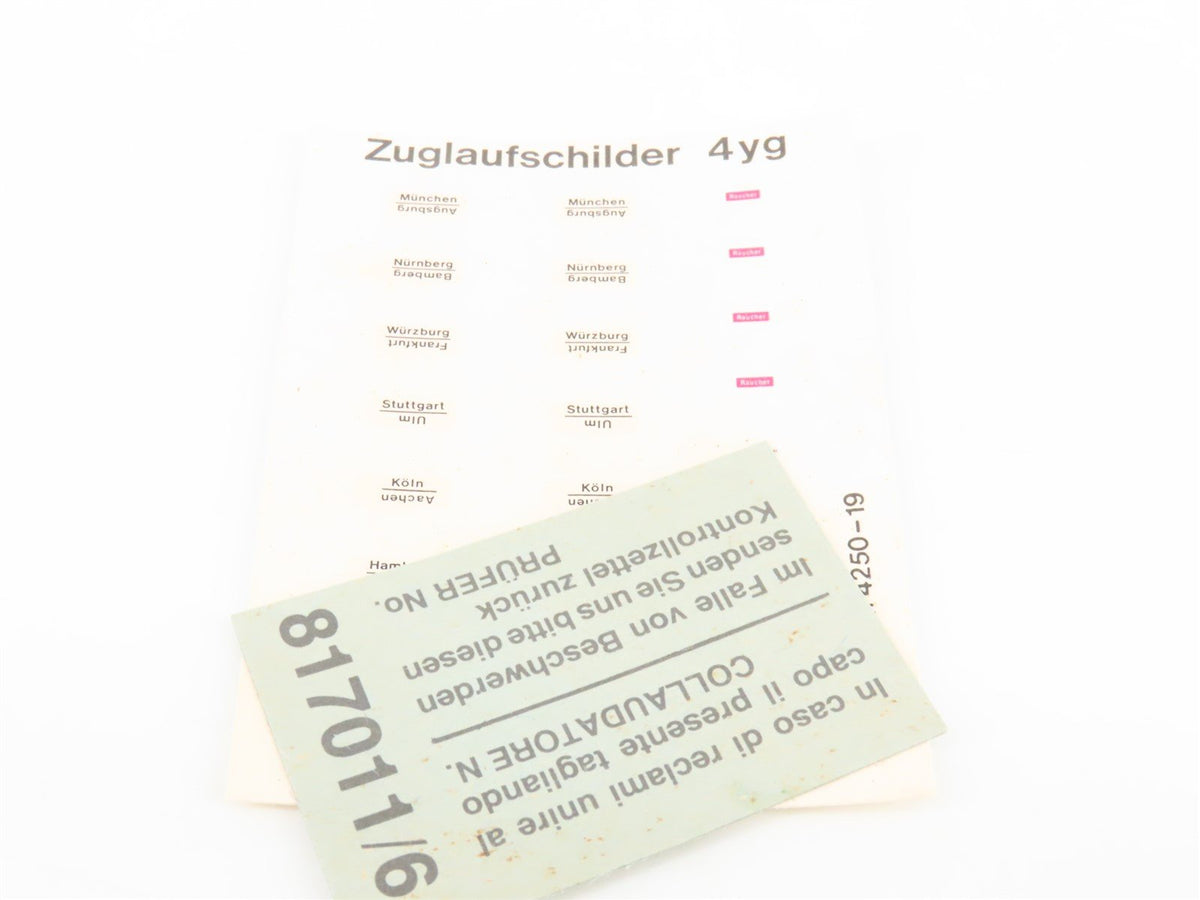 Zuglaufschilder 4yg
München München Raucher
Augsburg Augsburg
Nürnberg Nürnberg Raucher
Bamberg Bamberg
Würzburg Würzburg Raucher
Frankfurt Frankfurt
Stuttgart Stuttgart Raucher
Ulm Ulm
Köln Köln
Aachen
4250-19
In caso di reclami unire al
capo il presente tagliando
COLLAUDATORE N.
Im Falle von Beschwerden
senden Sie uns bitte diesen
Kontrollzettel zurück
PRÜFER No.
817011/6